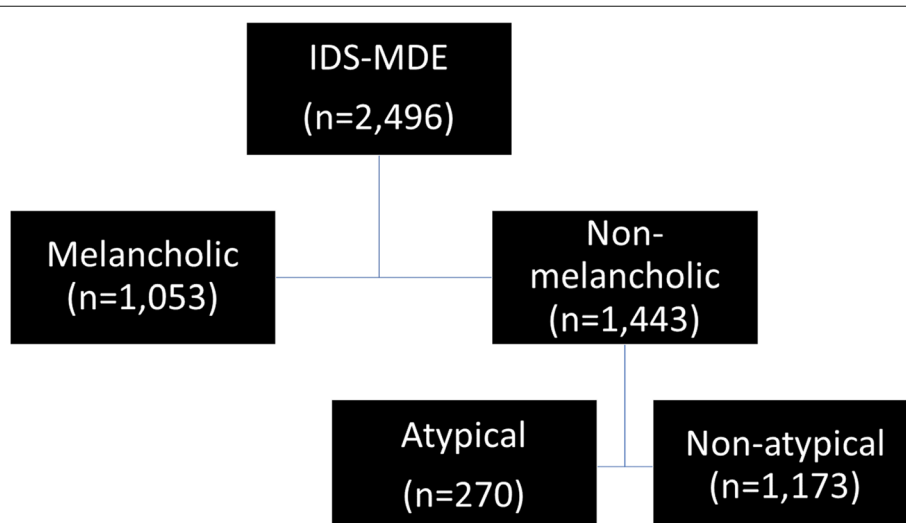 IDS-MDE
(n=2,496)
Melancholic
(n=1,053)
Non-
melancholic
(n=1,443)
Atypical
(n=270)
Non-atypical
(n=1,173)